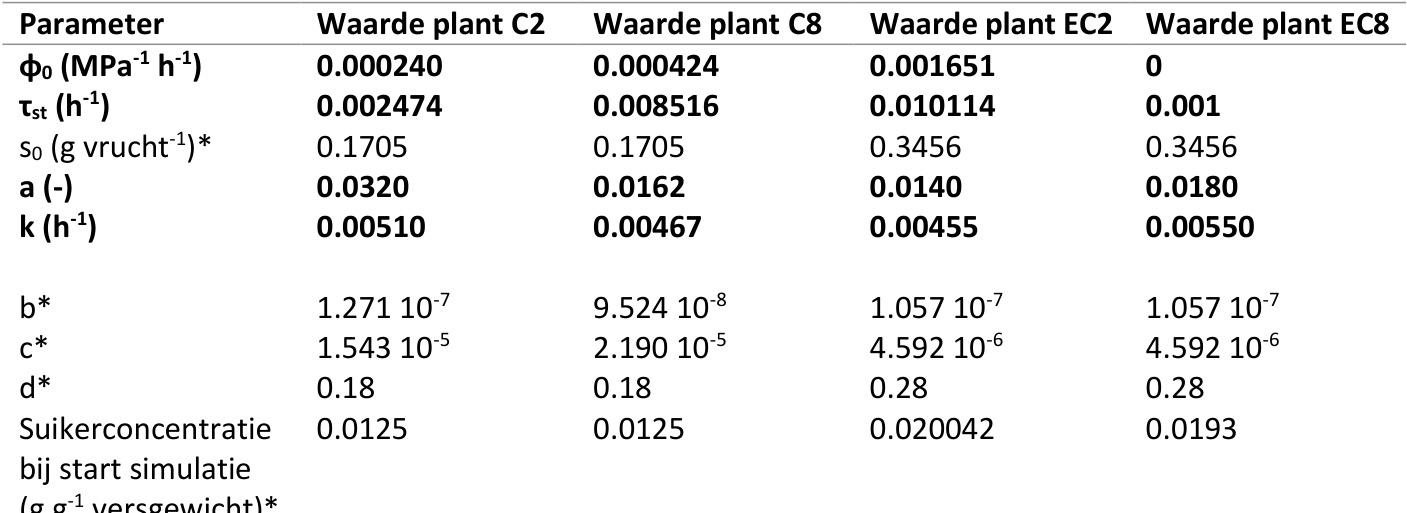 Parameter Waarde plant C2 Waarde plant C8 Waarde plant EC2 Waarde plant EC8
ϕ₀ (MPa⁻¹ h⁻¹) 0.000240 0.000424 0.001651 0
τₛₜ (h⁻¹) 0.002474 0.008516 0.010114 0.001
s₀ (g vrucht⁻¹)* 0.1705 0.1705 0.3456 0.3456
a (-) 0.0320 0.0162 0.0140 0.0180
k (h⁻¹) 0.00510 0.00467 0.00455 0.00550
b* 1.271 10⁻⁷ 9.524 10⁻⁸ 1.057 10⁻⁷ 1.057 10⁻⁷
c* 1.543 10⁻⁵ 2.190 10⁻⁵ 4.592 10⁻⁶ 4.592 10⁻⁶
d* 0.18 0.18 0.28 0.28
Suikerconcentratie 0.0125 0.0125 0.020042 0.0193
bij start simulatie
(g g⁻¹ versgewicht)*